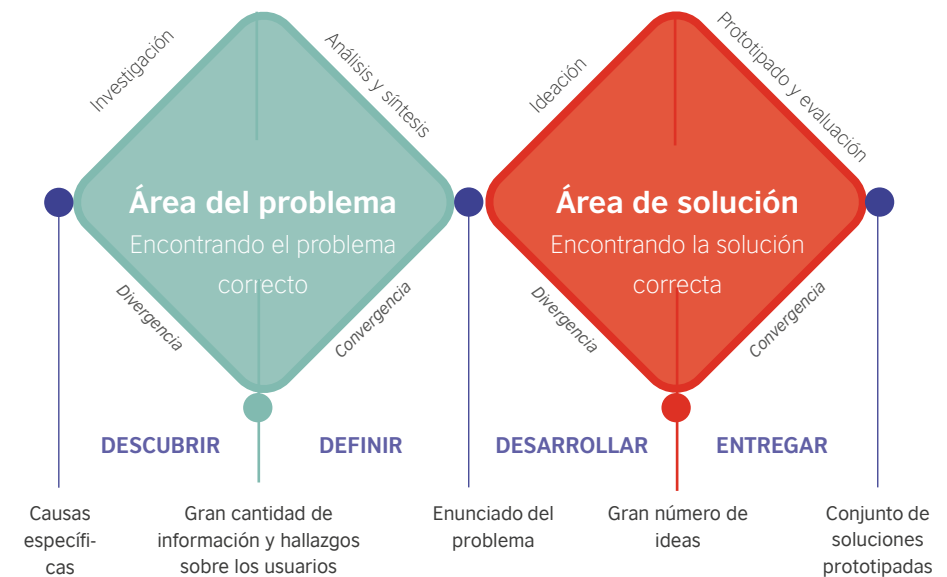 Investigación
Análisis y síntesis
Ideación
Prototipado y evaluación
Área del problema
Encontrando el problema
correcto
Área de solución
Encontrando la solución
correcta
Divergencia
Convergencia
Divergencia
Convergencia
DESCUBRIR
DEFINIR
DESARROLLAR
ENTREGAR
Causas
específi-
cas
Gran cantidad de
información y hallazgos
sobre los usuarios
Enunciado del
problema
Gran número de
ideas
Conjunto de
soluciones
prototipadas